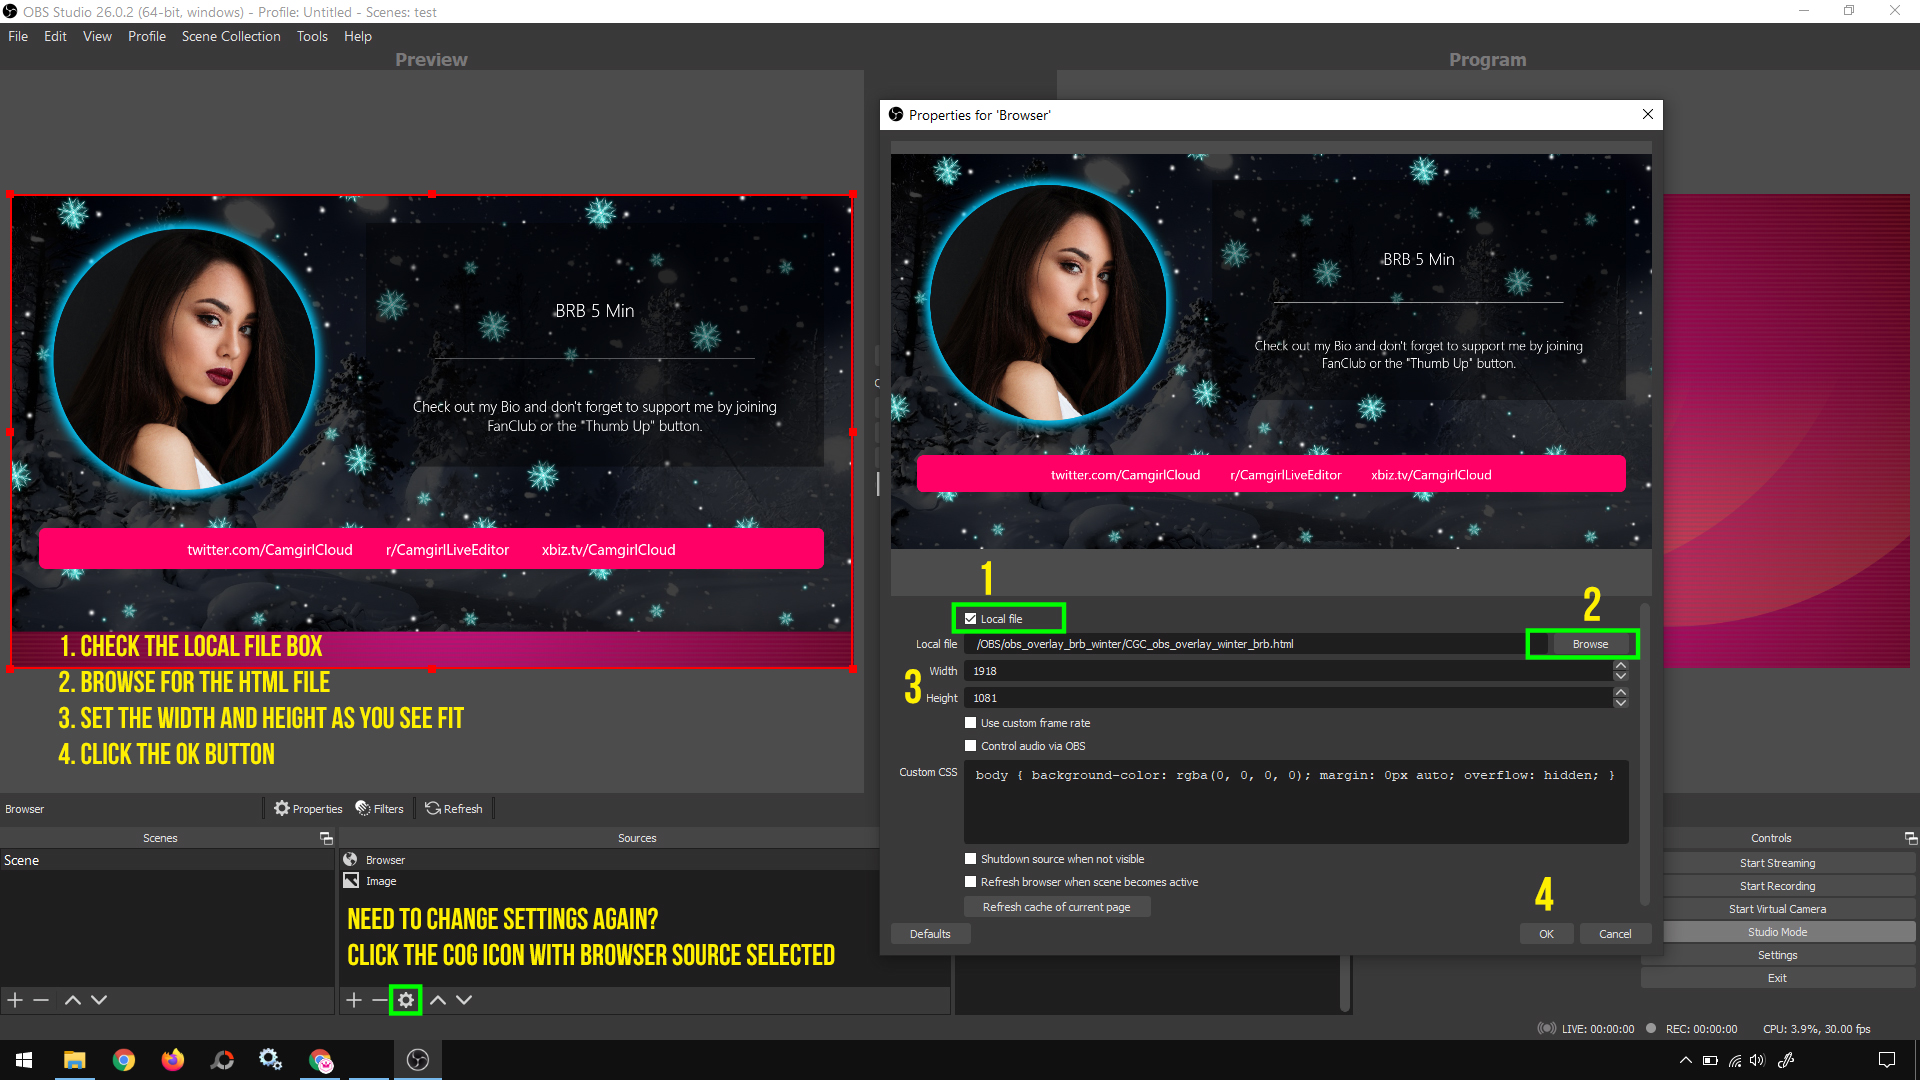 OBS Studio 26.0.2 (64-bit, windows) - Profile: Untitled - Scenes: test
File Edit View Profile Scene Collection Tools Help
Preview
Program
BRB 5 Min
Check out my Bio and don't forget to support me by joining
FanClub or the "Thumb Up" button.
twitter.com/CamgirlCloud r/CamgirlLiveEditor xbiz.tv/CamgirlCloud
1. CHECK THE LOCAL FILE BOX
2. BROWSE FOR THE HTML FILE
3. SET THE WIDTH AND HEIGHT AS YOU SEE FIT
4. CLICK THE OK BUTTON
Properties for 'Browser'
BRB 5 Min
Check out my Bio and don't forget to support me by joining
FanClub or the "Thumb Up" button.
twitter.com/CamgirlCloud r/CamgirlLiveEditor xbiz.tv/CamgirlCloud
1
Local file
2
Local file /OBS/obs_overlay_brb_winter/CGC_obs_overlay_winter_brb.html Browse
3
Width 1918
Height 1081
Use custom frame rate
Control audio via OBS
Custom CSS body { background-color: rgba(0, 0, 0, 0); margin: 0px auto; overflow: hidden; }
Shutdown source when not visible
Refresh browser when scene becomes active
Refresh cache of current page
4
Defaults OK Cancel
Browser Properties Filters Refresh
Scenes
Scene
Sources
Browser
Image
NEED TO CHANGE SETTINGS AGAIN?
CLICK THE COG ICON WITH BROWSER SOURCE SELECTED
Controls
Start Streaming
Start Recording
Start Virtual Camera
Studio Mode
Settings
Exit
LIVE: 00:00:00 REC: 00:00:00 CPU: 3.9%, 30.00 fps